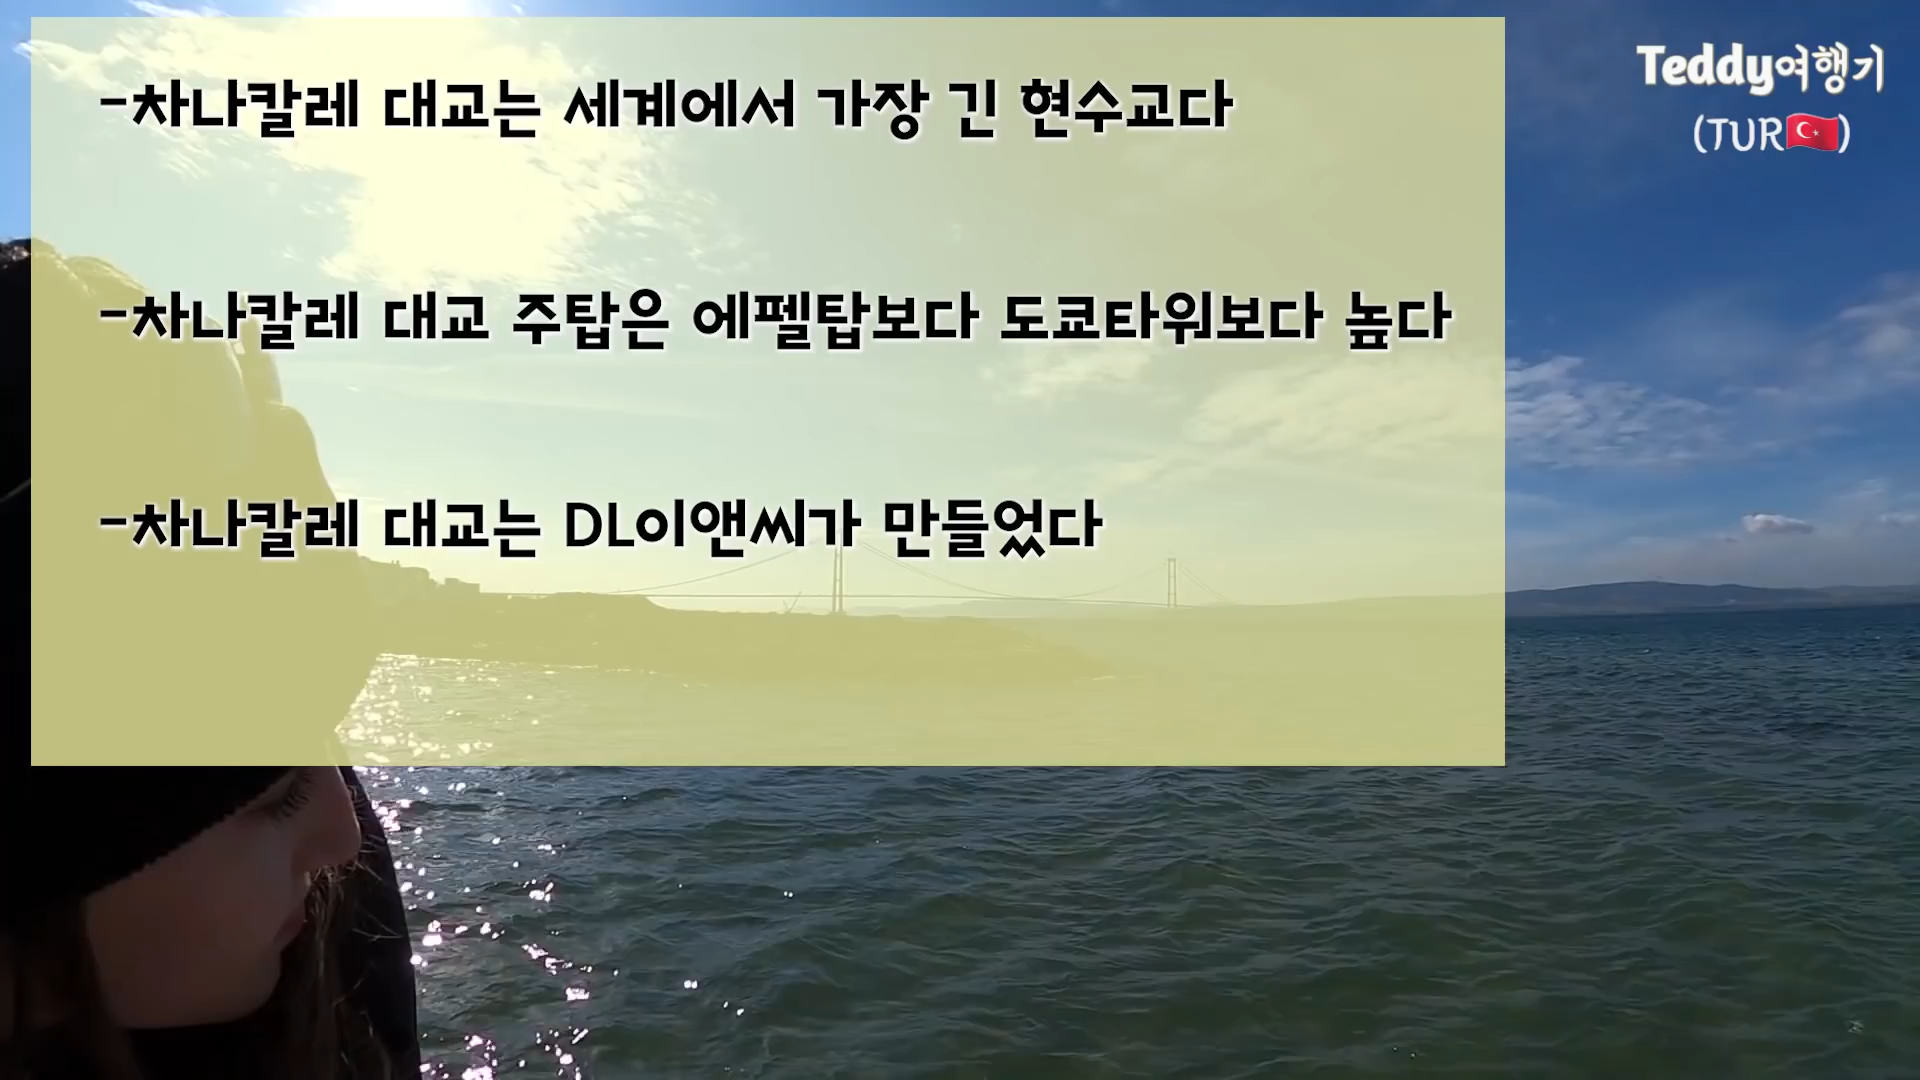 -차나칼레 대교는 세계에서 가장 긴 현수교다
-차나칼레 대교 주탑은 에펠탑보다 도쿄타워보다 높다
-차나칼레 대교는 DL이앤씨가 만들었다
Teddy여행기
(TUR🇹🇷)